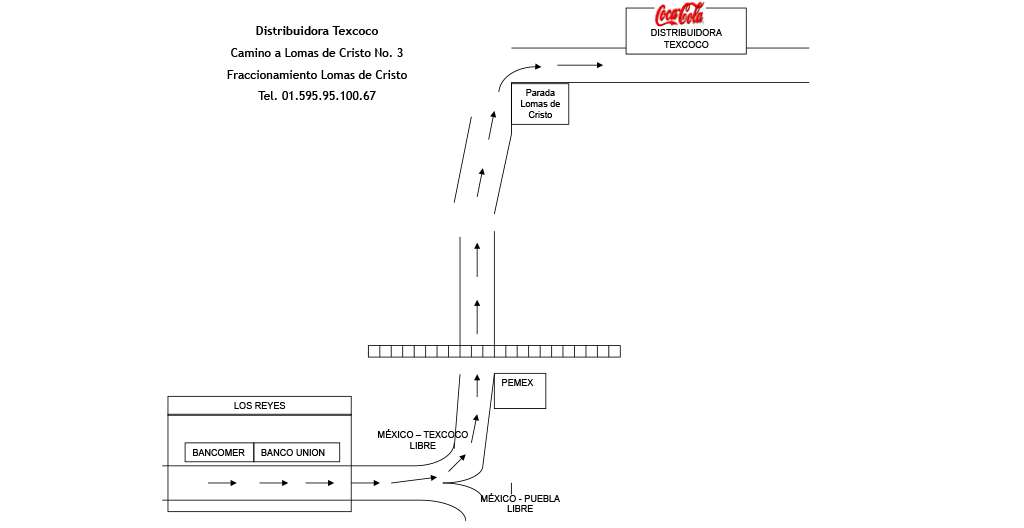 Distribuidora Texcoco
Camino a Lomas de Cristo No. 3
Fraccionamiento Lomas de Cristo
Tel. 01.595.95.100.67
Coca-Cola
DISTRIBUIDORA
TEXCOCO
Parada
Lomas de
Cristo
PEMEX
LOS REYES
MÉXICO – TEXCOCO
LIBRE
BANCOMER
BANCO UNION
MÉXICO - PUEBLA
LIBRE